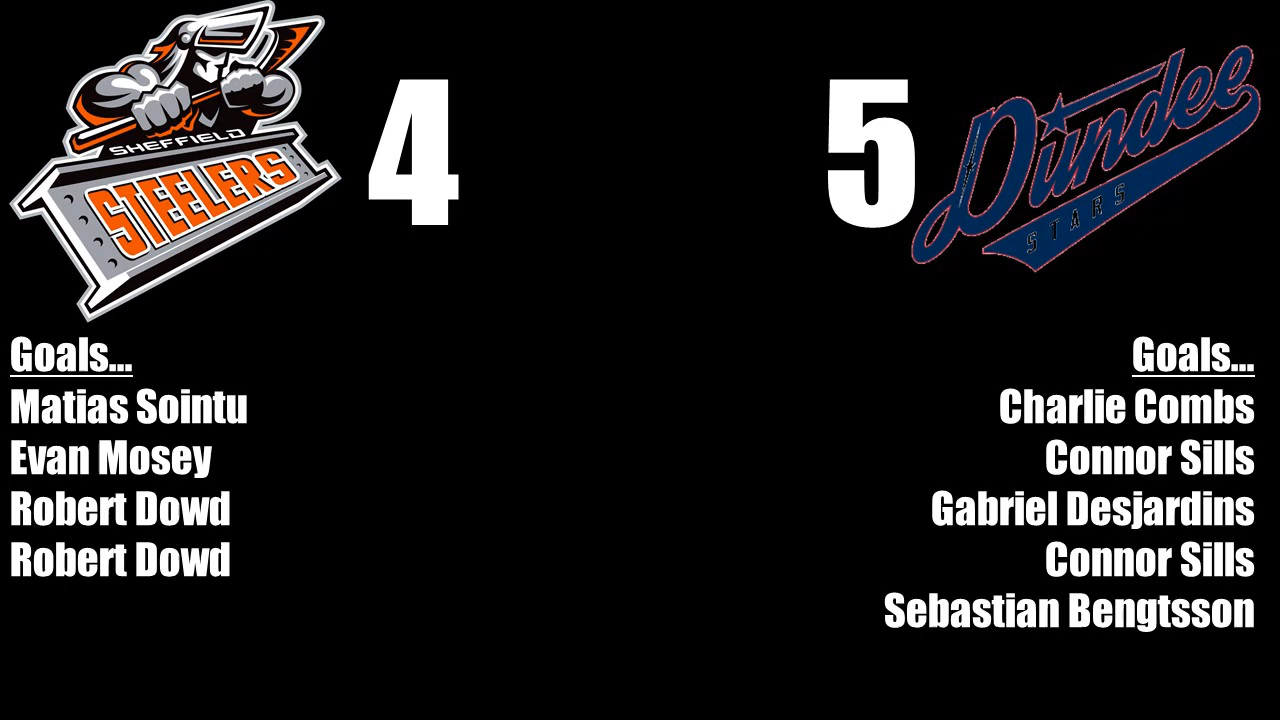 SHEFFIELD
STEELERS
4
5
Dundee
STARS
Goals...
Matias Sointu
Evan Mosey
Robert Dowd
Robert Dowd
Goals...
Charlie Combs
Connor Sills
Gabriel Desjardins
Connor Sills
Sebastian Bengtsson